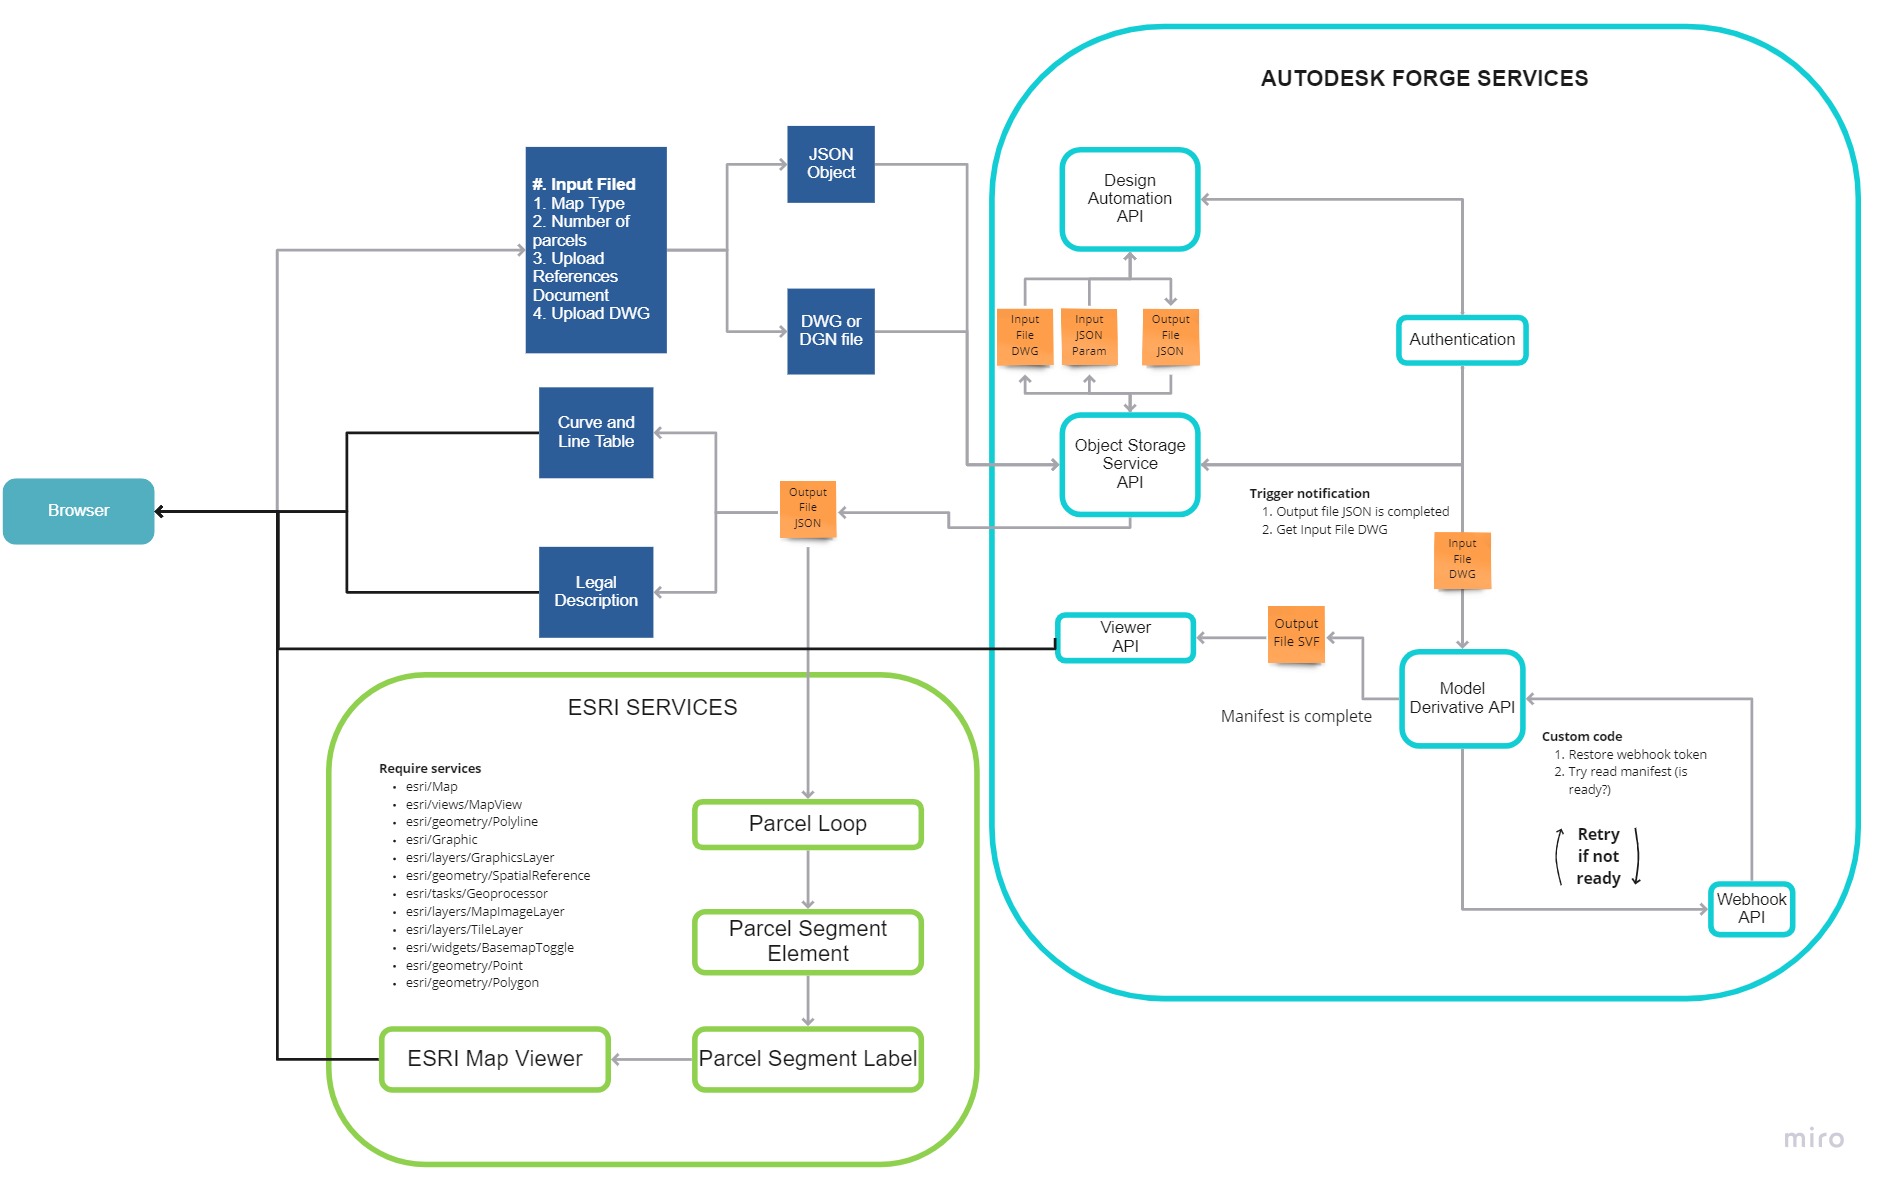 AUTODESK FORGE SERVICES
JSON
Object
#. Input Filed
1. Map Type
2. Number of
parcels
3. Upload
References
Document
4. Upload DWG
DWG or
DGN file
Design
Automation
API
Input
File
DWG
Input
JSON
Param
Output
File
JSON
Authentication
Curve and
Line Table
Object Storage
Service
API
Browser
Output
File
JSON
Trigger notification
1. Output file JSON is completed
2. Get Input File DWG
Input
File
DWG
Legal
Description
Viewer
API
Output
File SVF
Model
Derivative API
Manifest is complete
Custom code
1. Restore webhook token
2. Try read manifest (is
ready?)
Retry
if not
ready
Webhook
API
ESRI SERVICES
Require services
• esri/Map
• esri/views/MapView
• esri/geometry/Polyline
• esri/Graphic
• esri/layers/GraphicsLayer
• esri/geometry/SpatialReference
• esri/tasks/Geoprocessor
• esri/layers/MapImageLayer
• esri/layers/TileLayer
• esri/widgets/BasemapToggle
• esri/geometry/Point
• esri/geometry/Polygon
Parcel Loop
Parcel Segment
Element
Parcel Segment Label
ESRI Map Viewer
miro